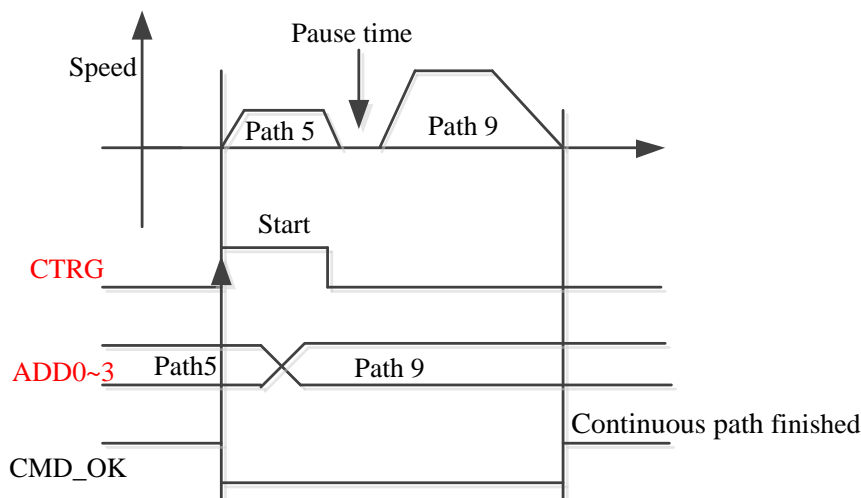 Pause time
Speed
Path 5
Path 9
Start
CTRG
ADD0~3
Path5
Path 9
Continuous path finished
CMD_OK